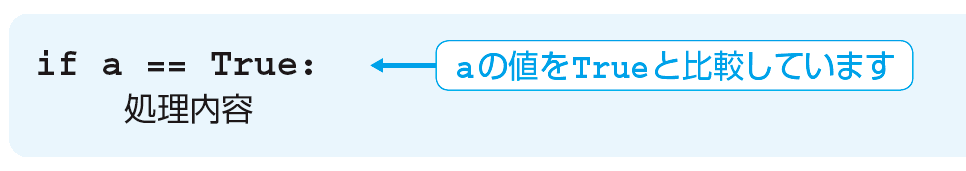 if a == True:
aの値をTrueと比較しています
処理内容